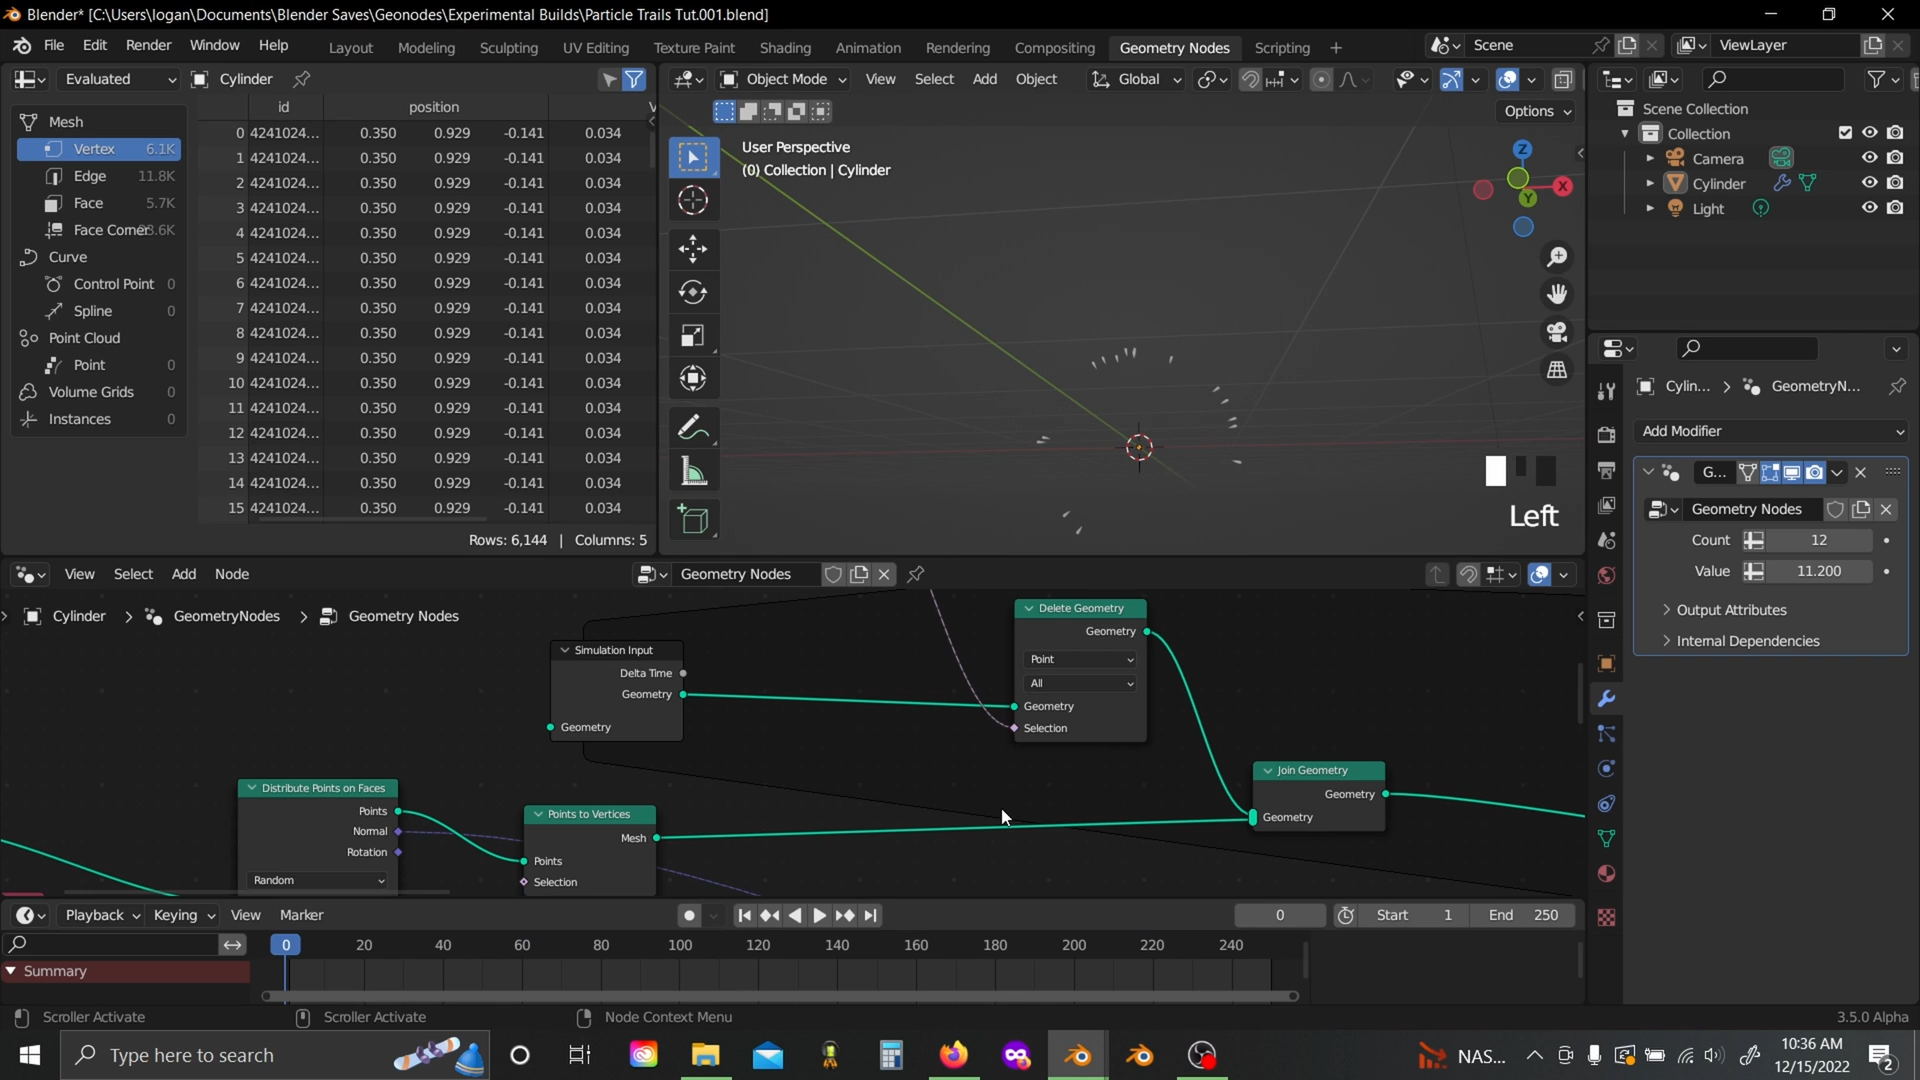 Blender* [C:\Users\logan\Documents\Blender Saves\Geonodes\Experimental Builds\Particle Trails Tut.001.blend]
File Edit Render Window Help Layout Modeling Sculpting UV Editing Texture Paint Shading Animation Rendering Compositing Geometry Nodes Scripting + Scene ViewLayer
Evaluated Cylinder
Object Mode View Select Add Object Global
Options
id position
Mesh
Vertex 6.1K
Edge 11.8K
Face 5.7K
Face Corner
Curve
Control Point 0
Spline 0
Point Cloud
Point 0
Volume Grids 0
Instances 0
0 4241024... 0.350 0.929 -0.141 0.034
1 4241024... 0.350 0.929 -0.141 0.034
2 4241024... 0.350 0.929 -0.141 0.034
3 4241024... 0.350 0.929 -0.141 0.034
4 4241024... 0.350 0.929 -0.141 0.034
5 4241024... 0.350 0.929 -0.141 0.034
6 4241024... 0.350 0.929 -0.141 0.034
7 4241024... 0.350 0.929 -0.141 0.034
8 4241024... 0.350 0.929 -0.141 0.034
9 4241024... 0.350 0.929 -0.141 0.034
10 4241024... 0.350 0.929 -0.141 0.034
11 4241024... 0.350 0.929 -0.141 0.034
12 4241024... 0.350 0.929 -0.141 0.034
13 4241024... 0.350 0.929 -0.141 0.034
14 4241024... 0.350 0.929 -0.141 0.034
15 4241024... 0.350 0.929 -0.141 0.034
Rows: 6,144 | Columns: 5
User Perspective
(0) Collection | Cylinder
Z
X
Y
Left
Scene Collection
Collection
Camera
Cylinder
Light
Cylin... > GeometryN...
Add Modifier
G...
Geometry Nodes
Count 12
Value 11.200
Output Attributes
Internal Dependencies
View Select Add Node Geometry Nodes
Cylinder > GeometryNodes > Geometry Nodes
Simulation Input
Delta Time
Geometry
Geometry
Delete Geometry
Geometry
Point
All
Geometry
Selection
Distribute Points on Faces
Points
Normal
Rotation
Random
Points to Vertices
Mesh
Points
Selection
Join Geometry
Geometry
Geometry
Playback Keying View Marker 0 Start 1 End 250
0 20 40 60 80 100 120 140 160 180 200 220 240
Summary
Scroller Activate Scroller Activate Node Context Menu 3.5.0 Alpha
Type here to search NAS... 10:36 AM
12/15/2022
2